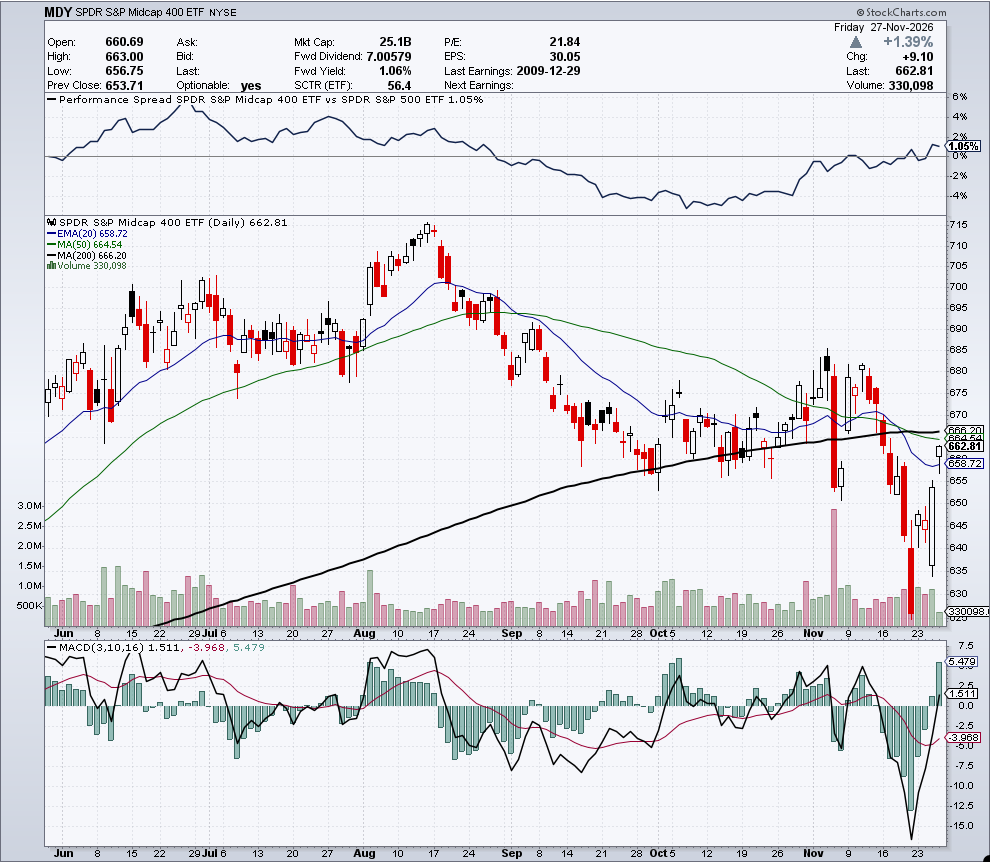 MDY SPDR S&P Midcap 400 ETF NYSE © StockCharts.com
Friday 27-Nov-2026
Open: 660.69 Ask: Mkt Cap: 25.1B P/E: 21.84 ▲ +1.39%
High: 663.00 Bid: Fwd Dividend: 7.00579 EPS: 30.05 Chg: +9.10
Low: 656.75 Last: Fwd Yield: 1.06% Last Earnings: 2009-12-29 Last: 662.81
Prev Close: 653.71 Optionable: yes SCTR (ETF): 56.4 Next Earnings: Volume: 330,098
Performance Spread SPDR S&P Midcap 400 ETF vs SPDR S&P 500 ETF 1.05%
6%
4%
2%
1.05%
0%
-2%
-4%
SPDR S&P Midcap 400 ETF (Daily) 662.81
EMA(20) 658.72
MA(50) 664.54
MA(200) 666.20
Volume 330,098
715
710
705
700
695
690
685
680
675
670
666.20
664.54
662.81
660
658.72
655
650
645
640
635
630
330098.0
625
3.0M
2.5M
2.0M
1.5M
1.0M
500K
Jun 8 15 22 29 Jul 6 13 20 27 Aug 10 17 24 Sep 8 14 21 28 Oct 5 12 19 26 Nov 9 16 23
MACD(3,10,16) 1.511, -3.968, 5.479
7.5
5.479
2.5
1.511
0.0
-2.5
-3.968
-5.0
-7.5
-10.0
-12.5
-15.0
Jun 8 15 22 29 Jul 6 13 20 27 Aug 10 17 24 Sep 8 14 21 28 Oct 5 12 19 26 Nov 9 16 23